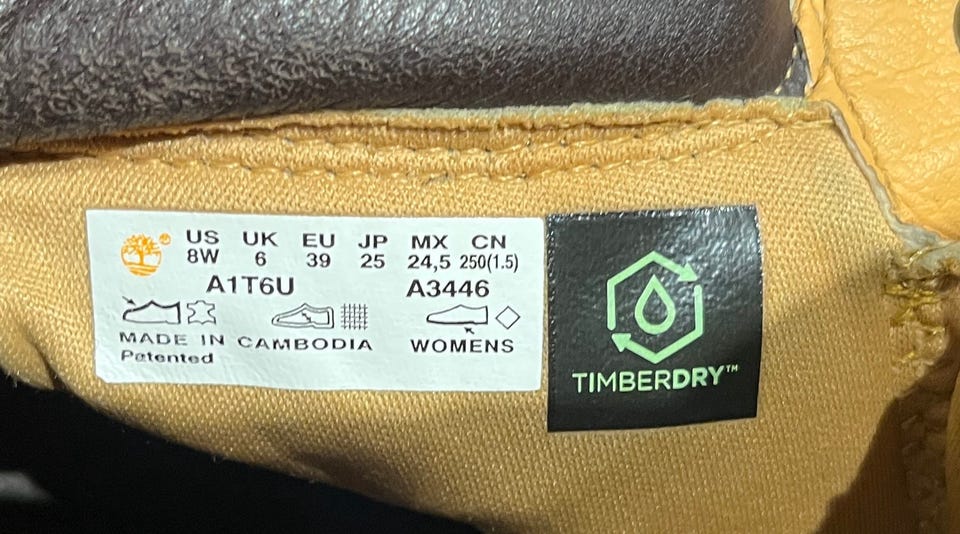 US UK EU JP MX CN
8W 6 39 25 24,5 250(1.5)
A1T6U A3446
MADE IN CAMBODIA WOMENS
Patented
TIMBERDRY™